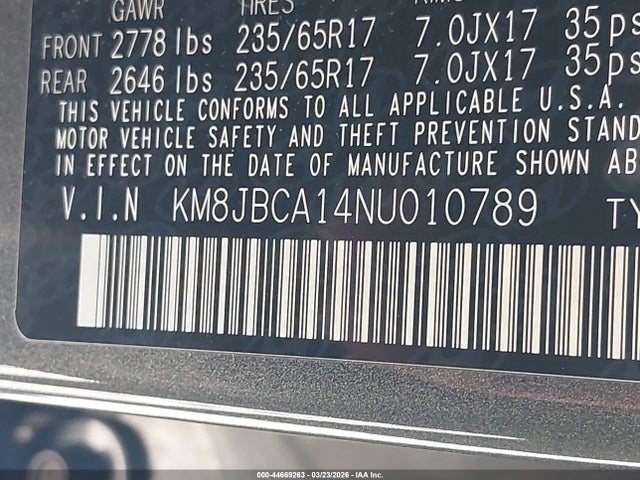 GAWR TIRES
FRONT 2778 lbs 235/65R17 7.0JX17 35 ps
REAR 2646 lbs 235/65R17 7.0JX17 35ps
THIS VEHICLE CONFORMS TO ALL APPLICABLE U.S.A.
MOTOR VEHICLE SAFETY AND THEFT PREVENTION STAND
IN EFFECT ON THE DATE OF MANUFACTURE SHOWN AB
V.I.N KM8JBCA14NU010789 TY
000-44669263 - 03/23/2026 - IAA Inc.